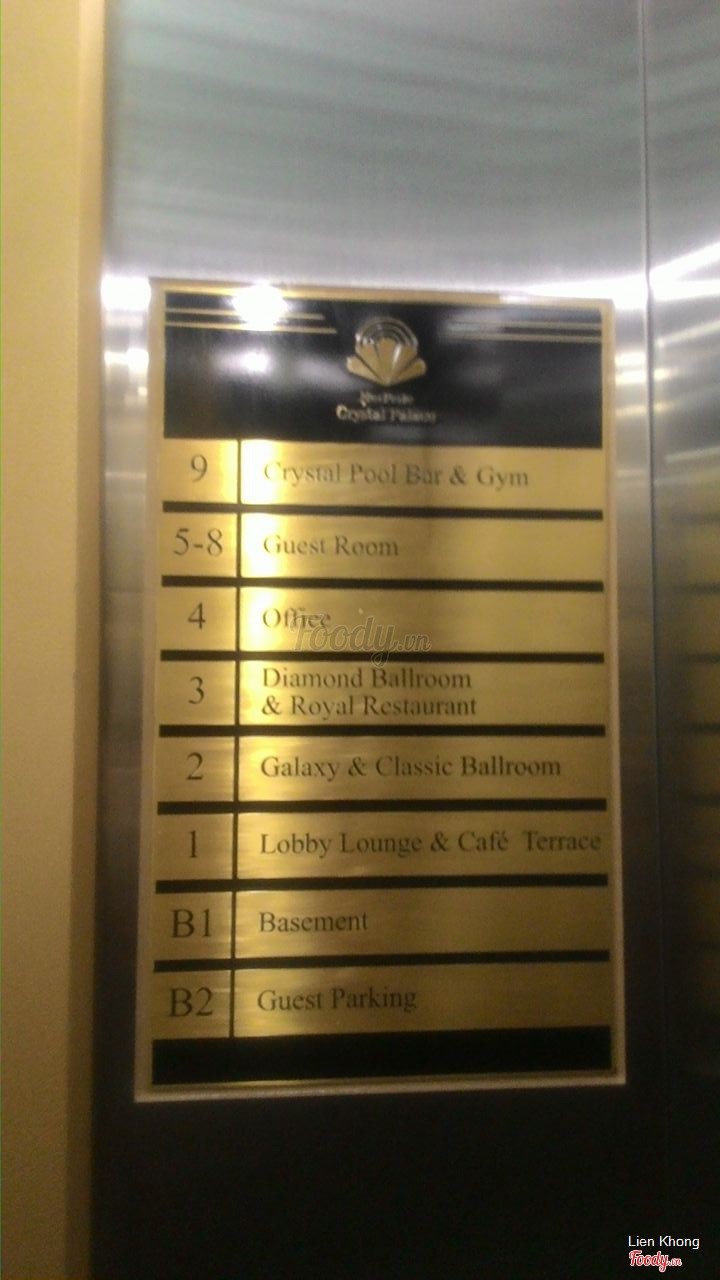 Crystal Palace
9 Crystal Pool Bar & Gym
5-8 Guest Room
4 Office
3 Diamond Ballroom
& Royal Restaurant
2 Galaxy & Classic Ballroom
1 Lobby Lounge & Café Terrace
B1 Basement
B2 Guest Parking
foody.vn
Lien Khong
Foody.vn